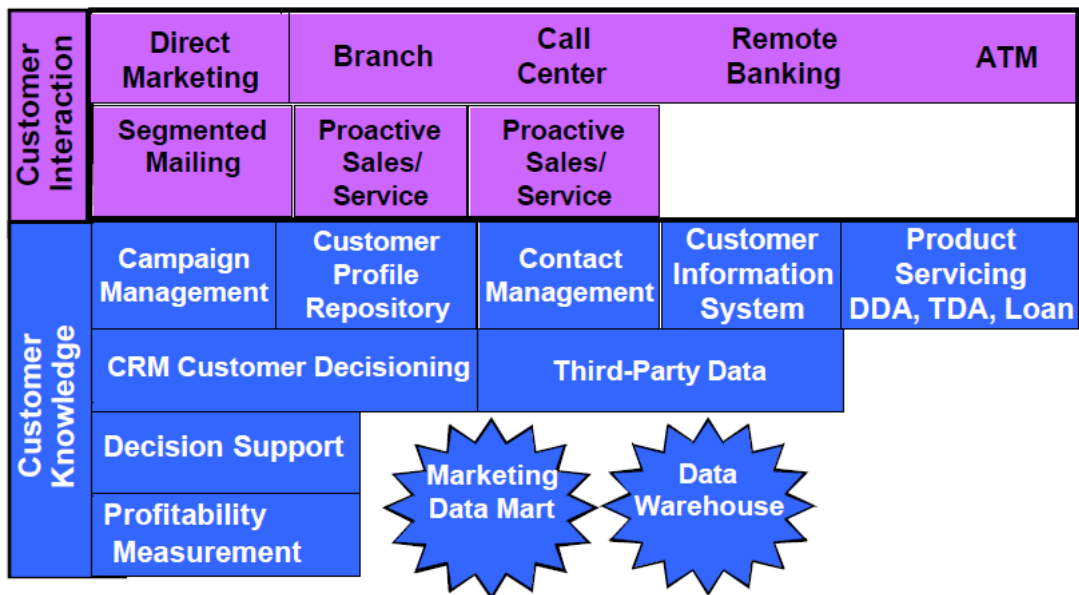 Customer
Interaction
Direct
Marketing
Branch
Call
Center
Remote
Banking
ATM
Segmented
Mailing
Proactive
Sales/
Service
Proactive
Sales/
Service
Customer
Knowledge
Campaign
Management
Customer
Profile
Repository
Contact
Management
Customer
Information
System
Product
Servicing
DDA, TDA, Loan
CRM Customer Decisioning
Third-Party Data
Decision Support
Marketing
Data Mart
Data
Warehouse
Profitability
Measurement